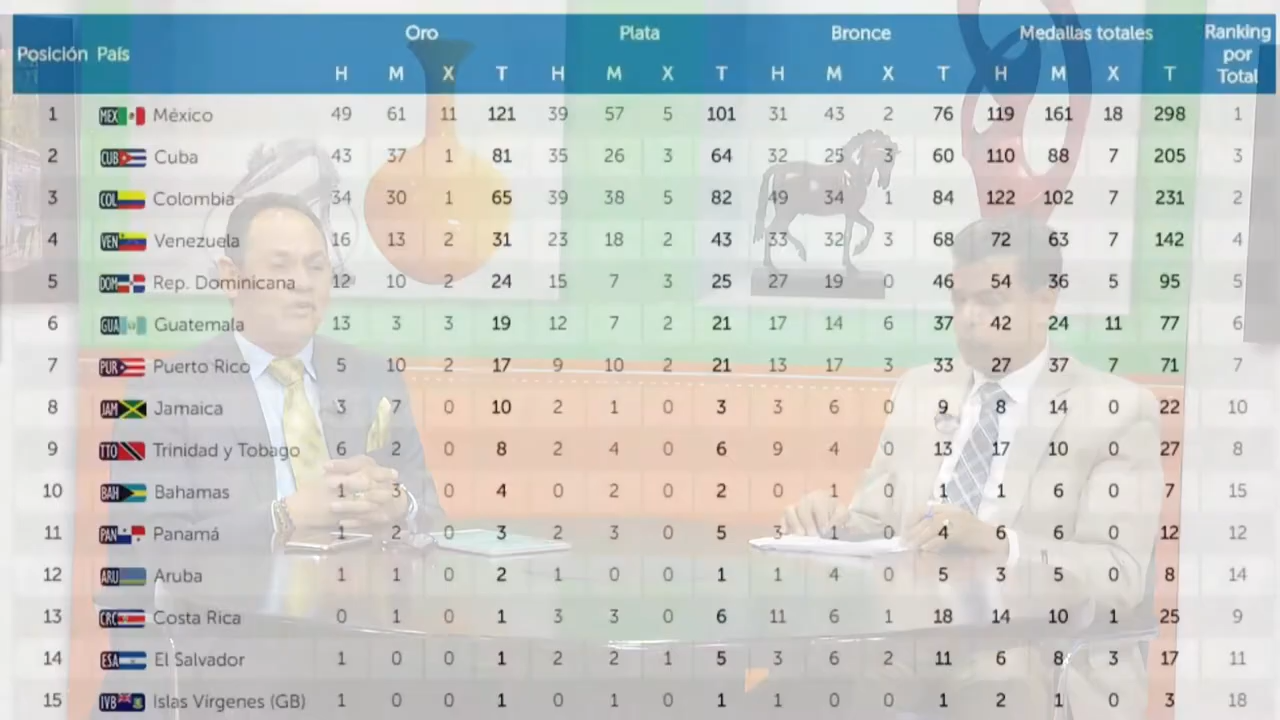 Oro Plata Bronce Medallas totales Ranking por Total
Posición País H M X T H M X T H M X T H M X T
1 MEX México 49 61 11 121 39 57 5 101 31 43 2 76 119 161 18 298 1
2 CUB Cuba 43 37 1 81 35 26 3 64 32 25 3 60 110 88 7 205 3
3 COL Colombia 34 30 1 65 39 38 5 82 49 34 1 84 122 102 7 231 2
4 VEN Venezuela 16 13 2 31 23 18 2 43 33 32 3 68 72 63 7 142 4
5 DOM Rep. Dominicana 12 10 2 24 15 7 3 25 27 19 0 46 54 36 5 95 5
6 GUA Guatemala 13 3 3 19 12 7 2 21 17 14 6 37 42 24 11 77 6
7 PUR Puerto Rico 5 10 2 17 9 10 2 21 13 17 3 33 27 37 7 71 7
8 JAM Jamaica 3 7 0 10 2 1 0 3 3 6 0 9 8 14 0 22 10
9 TTO Trinidad y Tobago 6 2 0 8 2 4 0 6 9 4 0 13 17 10 0 27 8
10 BAH Bahamas 1 3 0 4 0 2 0 2 0 1 0 1 1 6 0 7 15
11 PAN Panamá 1 2 0 3 2 3 0 5 3 1 0 4 6 6 0 12 12
12 ARU Aruba 1 1 0 2 1 0 0 1 1 4 0 5 3 5 0 8 14
13 CRC Costa Rica 0 1 0 1 3 3 0 6 11 6 1 18 14 10 1 25 9
14 ESA El Salvador 1 0 0 1 2 2 1 5 3 6 2 11 6 8 3 17 11
15 IVB Islas Vírgenes (GB) 1 0 0 1 0 1 0 1 1 0 0 1 2 1 0 3 18